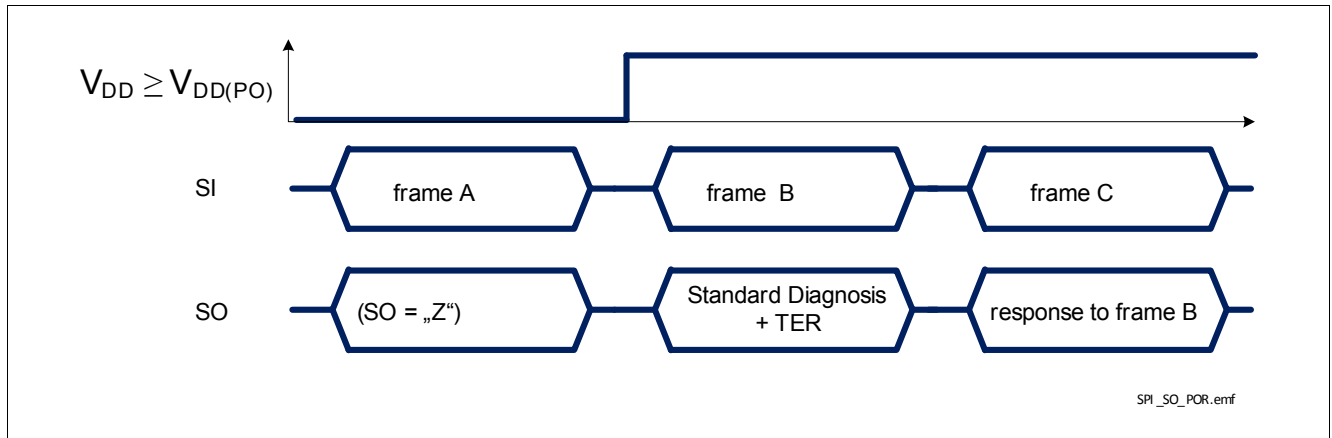 VDD ≥ VDD(PO)
SI
frame A
frame B
frame C
SO
(SO = „Z“)
Standard Diagnosis
+ TER
response to frame B
SPI_SO_POR.emf